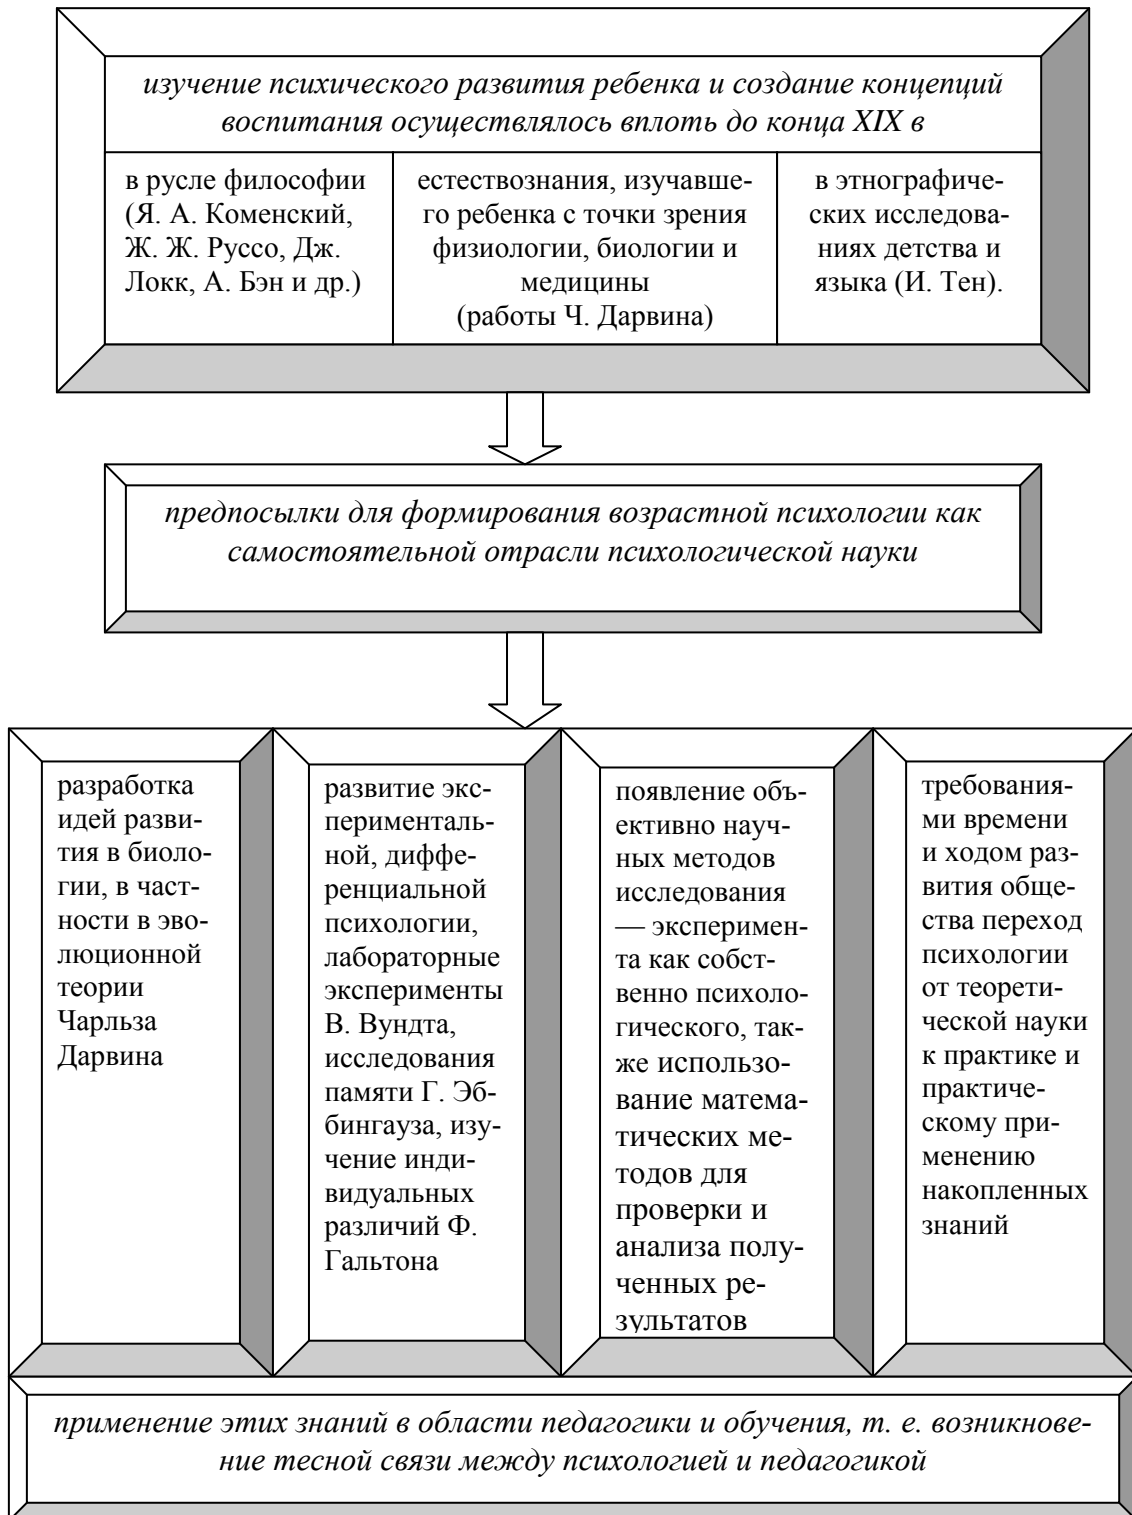 изучение психического развития ребенка и создание концепций
воспитания осуществлялось вплоть до конца XIX в
в русле философии
(Я. А. Коменский,
Ж. Ж. Руссо, Дж.
Локк, А. Бэн и др.)
естествознания, изучавше-
го ребенка с точки зрения
физиологии, биологии и
медицины
(работы Ч. Дарвина)
в этнографиче-
ских исследова-
ниях детства и
языка (И. Тен).
предпосылки для формирования возрастной психологии как
самостоятельной отрасли психологической науки
разработка
идей разви-
тия в биоло-
гии, в част-
ности в эво-
люционной
теории
Чарльза
Дарвина
развитие экс-
perименталь-
ной, диффе-
ренциальной
психологии,
лабораторные
эксперименты
В. Вундта,
исследования
памяти Г. Эб-
бингауза, изу-
чение инди-
видуальных
различий Ф.
Гальтона
появление объ-
ективно науч-
ных методов
исследования
— эксперимен-
та как собст-
венно психоло-
гического, так-
же использо-
вание матема-
тических ме-
тодов для
проверки и
анализа полу-
ченных ре-
зультатов
требования-
ми времени
и ходом раз-
вития обще-
ства переход
психологии
от теорети-
ческой науки
к практике и
практиче-
скому при-
менению
накопленных
знаний
применение этих знаний в области педагогики и обучения, т. е. возникнове-
ние тесной связи между психологией и педагогикой